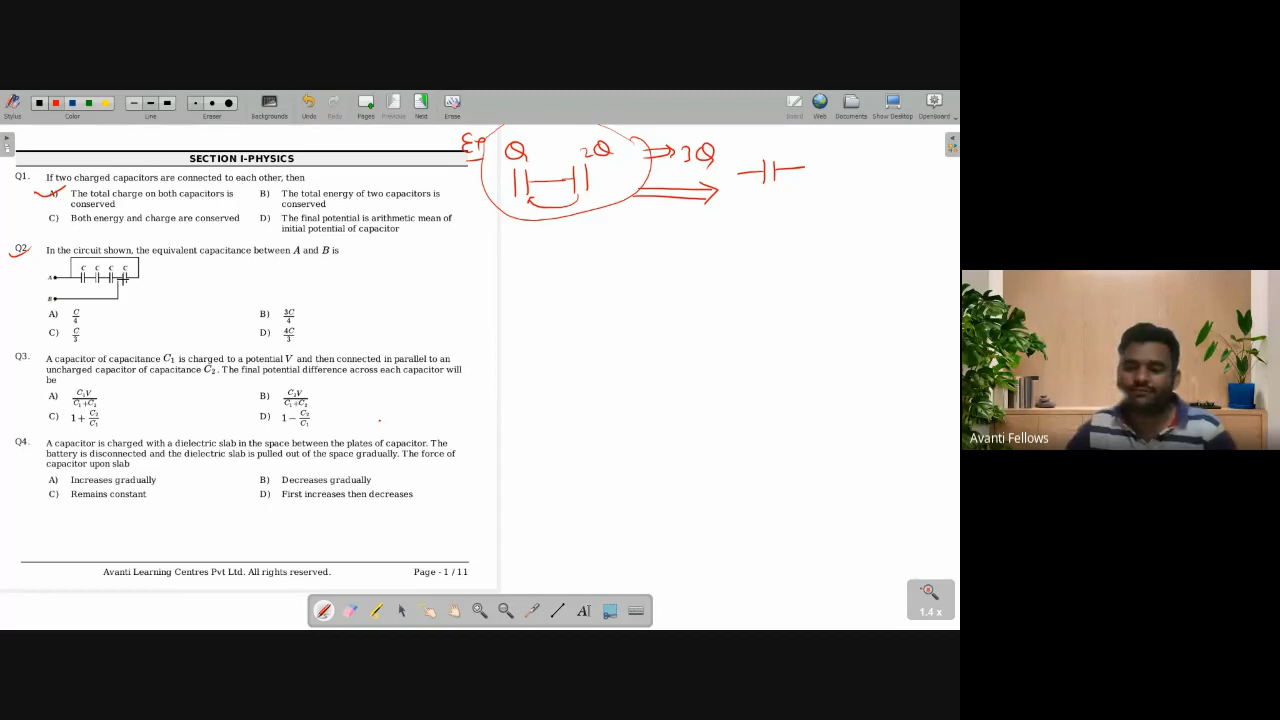 Stylus
Color
Line
Eraser
Backgrounds
Undo
Pages
Previous
Next
Erase
Board
Web
Documents
Show Desktop
OpenBoard
SECTION I-PHYSICS
Q1. If two charged capacitors are connected to each other, then
A) The total charge on both capacitors is conserved
B) The total energy of two capacitors is conserved
C) Both energy and charge are conserved
D) The final potential is arithmetic mean of initial potential of capacitor
Q2. In the circuit shown, the equivalent capacitance between A and B is
C C C C
A
B
A) C/4
B) 3C/4
C) C/3
D) 4C/3
Q3. A capacitor of capacitance C₁ is charged to a potential V and then connected in parallel to an
uncharged capacitor of capacitance C₂. The final potential difference across each capacitor will
be
A) C₁V/C₁+C₂
B) C₂V/C₁+C₂
C) 1 + C₂/C₁
D) 1 − C₂/C₁
Q4. A capacitor is charged with a dielectric slab in the space between the plates of capacitor. The
battery is disconnected and the dielectric slab is pulled out of the space gradually. The force of
capacitor upon slab
A) Increases gradually
B) Decreases gradually
C) Remains constant
D) First increases then decreases
Avanti Learning Centres Pvt Ltd. All rights reserved.
Page - 1 / 11
Q 2Q ⇒ 3Q
1.4 x
Avanti Fellows